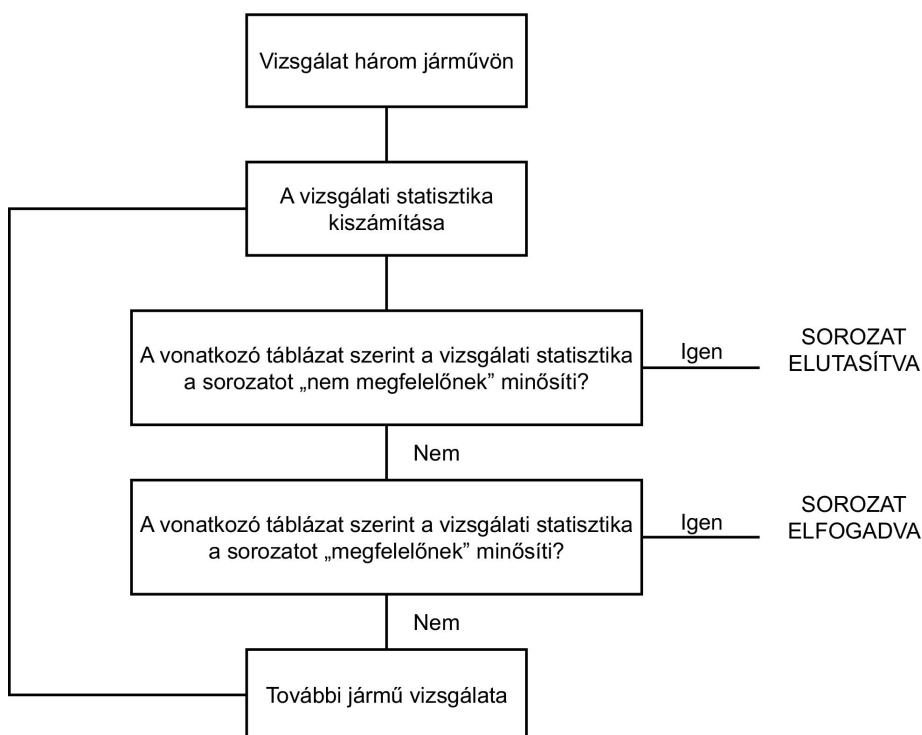 Vizsgálat három járművön
A vizsgálati statisztika
kiszámítása
A vonatkozó táblázat szerint a vizsgálati statisztika
a sorozatot „nem megfelelőnek” minősíti?
Igen
SOROZAT
ELUTASÍTVA
Nem
A vonatkozó táblázat szerint a vizsgálati statisztika
a sorozatot „megfelelőnek” minősíti?
Igen
SOROZAT
ELFOGADVA
Nem
További jármű vizsgálata